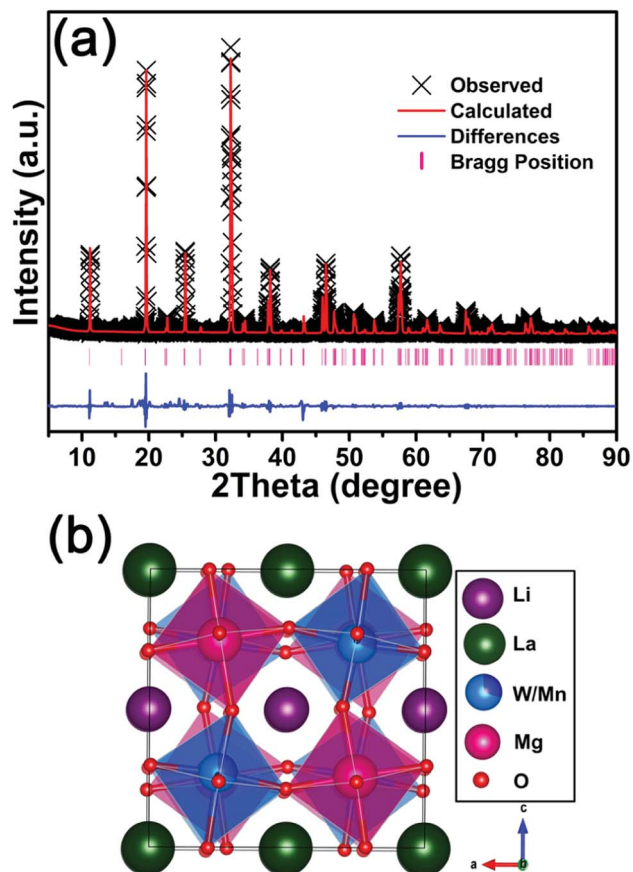 (a)
Observed
Calculated
Differences
Bragg Position
Intensity (a.u.)
10 20 30 40 50 60 70 80 90
2Theta (degree)
(b)
Li
La
W/Mn
Mg
O
c
a b